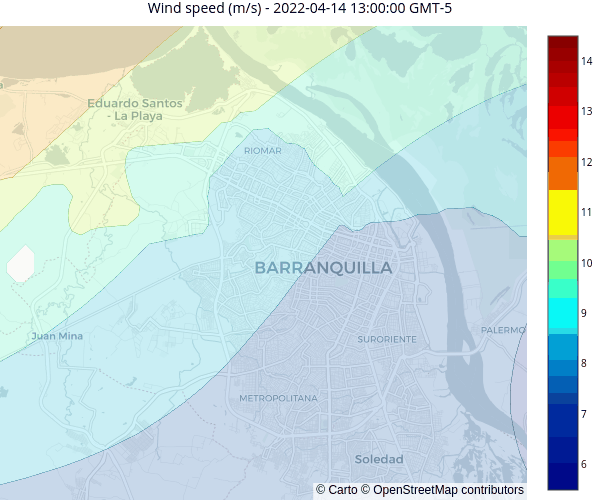 Wind speed (m/s) - 2022-04-14 13:00:00 GMT-5
Eduardo Santos
- La Playa
RIOMAR
BARRANQUILLA
Juan Mina
SURORIENTE
PALERMO
METROPOLITANA
Soledad
© Carto © OpenStreetMap contributors
14
13
12
11
10
9
8
7
6